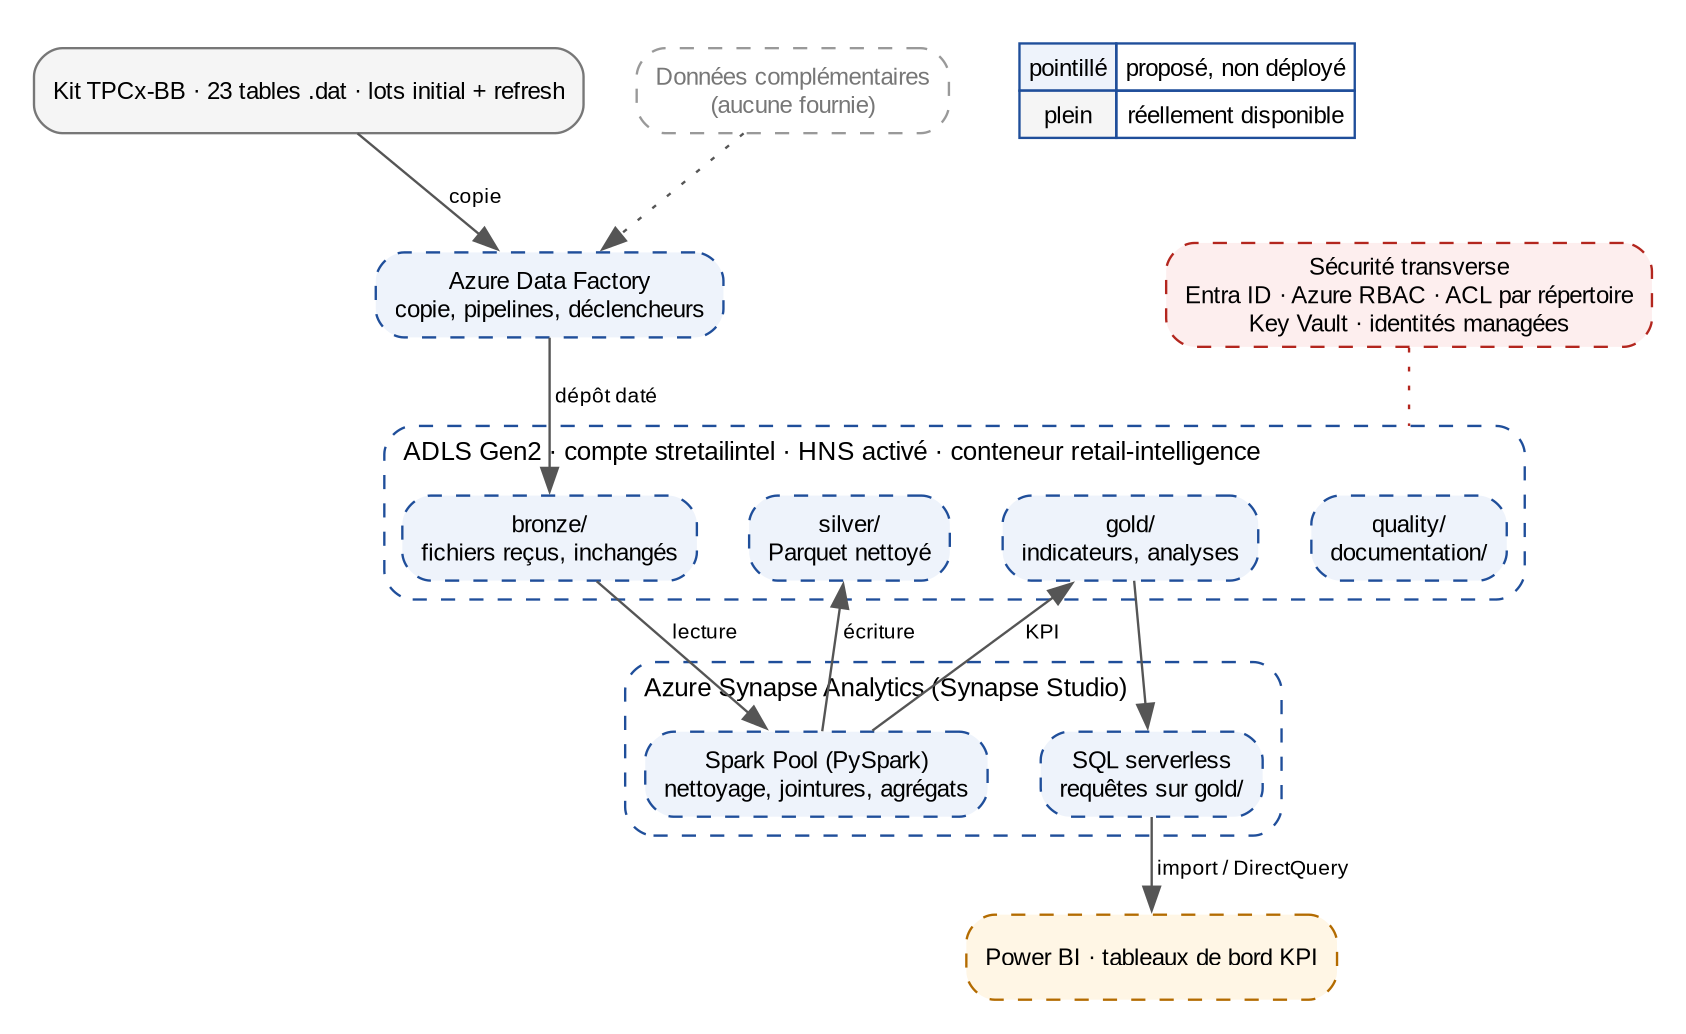 Kit TPCx-BB · 23 tables .dat · lots initial + refresh
Données complémentaires
(aucune fournie)
pointillé
proposé, non déployé
plein
réellement disponible
copie
Azure Data Factory
copie, pipelines, déclencheurs
Sécurité transverse
Entra ID · Azure RBAC · ACL par répertoire
Key Vault · identités managées
dépôt daté
ADLS Gen2 · compte stretailintel · HNS activé · conteneur retail-intelligence
bronze/
fichiers reçus, inchangés
silver/
Parquet nettoyé
gold/
indicateurs, analyses
quality/
documentation/
lecture
écriture
KPI
Azure Synapse Analytics (Synapse Studio)
Spark Pool (PySpark)
nettoyage, jointures, agrégats
SQL serverless
requêtes sur gold/
import / DirectQuery
Power BI · tableaux de bord KPI